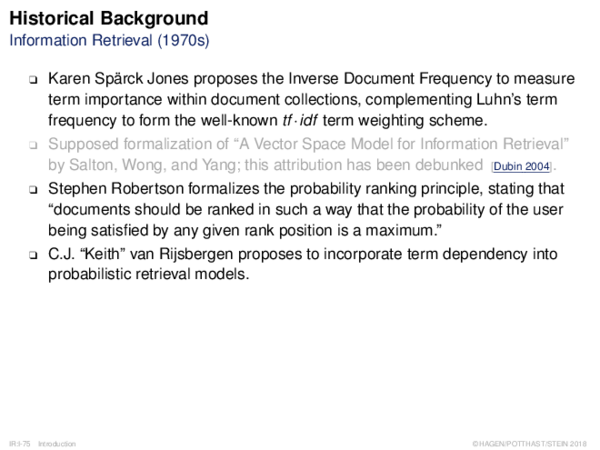 Historical Background
Information Retrieval (1970s)
❑ Karen Spärck Jones proposes the Inverse Document Frequency to measure
term importance within document collections, complementing Luhn's term
frequency to form the well-known tf·idf term weighting scheme.
❑ Supposed formalization of “A Vector Space Model for Information Retrieval”
by Salton, Wong, and Yang; this attribution has been debunked [Dubin 2004].
❑ Stephen Robertson formalizes the probability ranking principle, stating that
“documents should be ranked in such a way that the probability of the user
being satisfied by any given rank position is a maximum.”
❑ C.J. “Keith” van Rijsbergen proposes to incorporate term dependency into
probabilistic retrieval models.
IR:I-75 Introduction ©HAGEN/POTTHAST/STEIN 2018